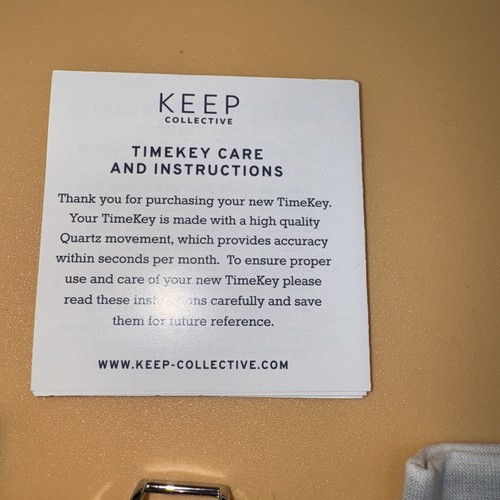 KEEP
COLLECTIVE
TIMEKEY CARE
AND INSTRUCTIONS
Thank you for purchasing your new TimeKey.
Your TimeKey is made with a high quality
Quartz movement, which provides accuracy
within seconds per month. To ensure proper
use and care of your new TimeKey please
read these instructions carefully and save
them for future reference.
WWW.KEEP-COLLECTIVE.COM